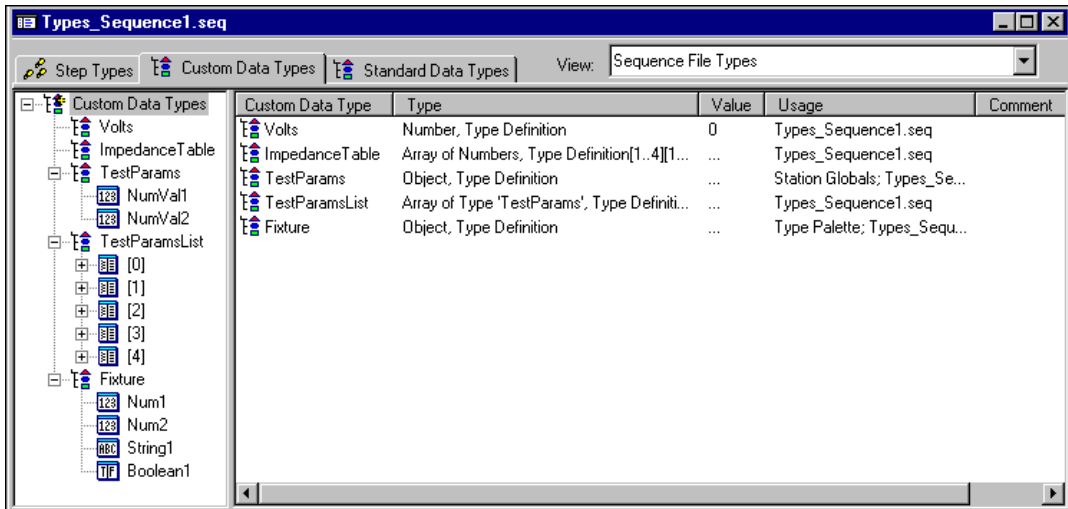 Types_Sequence1.seq
Step Types Custom Data Types Standard Data Types View: Sequence File Types
Custom Data Types
Volts
ImpedanceTable
TestParams
NumVal1
NumVal2
TestParamsList
[0]
[1]
[2]
[3]
[4]
Fixture
Num1
Num2
String1
Boolean1
Custom Data Type Type Value Usage Comment
Volts Number, Type Definition 0 Types_Sequence1.seq
ImpedanceTable Array of Numbers, Type Definition[1..4][1... ... Types_Sequence1.seq
TestParams Object, Type Definition ... Station Globals; Types_Se...
TestParamsList Array of Type 'TestParams', Type Definiti... ... Types_Sequence1.seq
Fixture Object, Type Definition ... Type Palette; Types_Sequ...